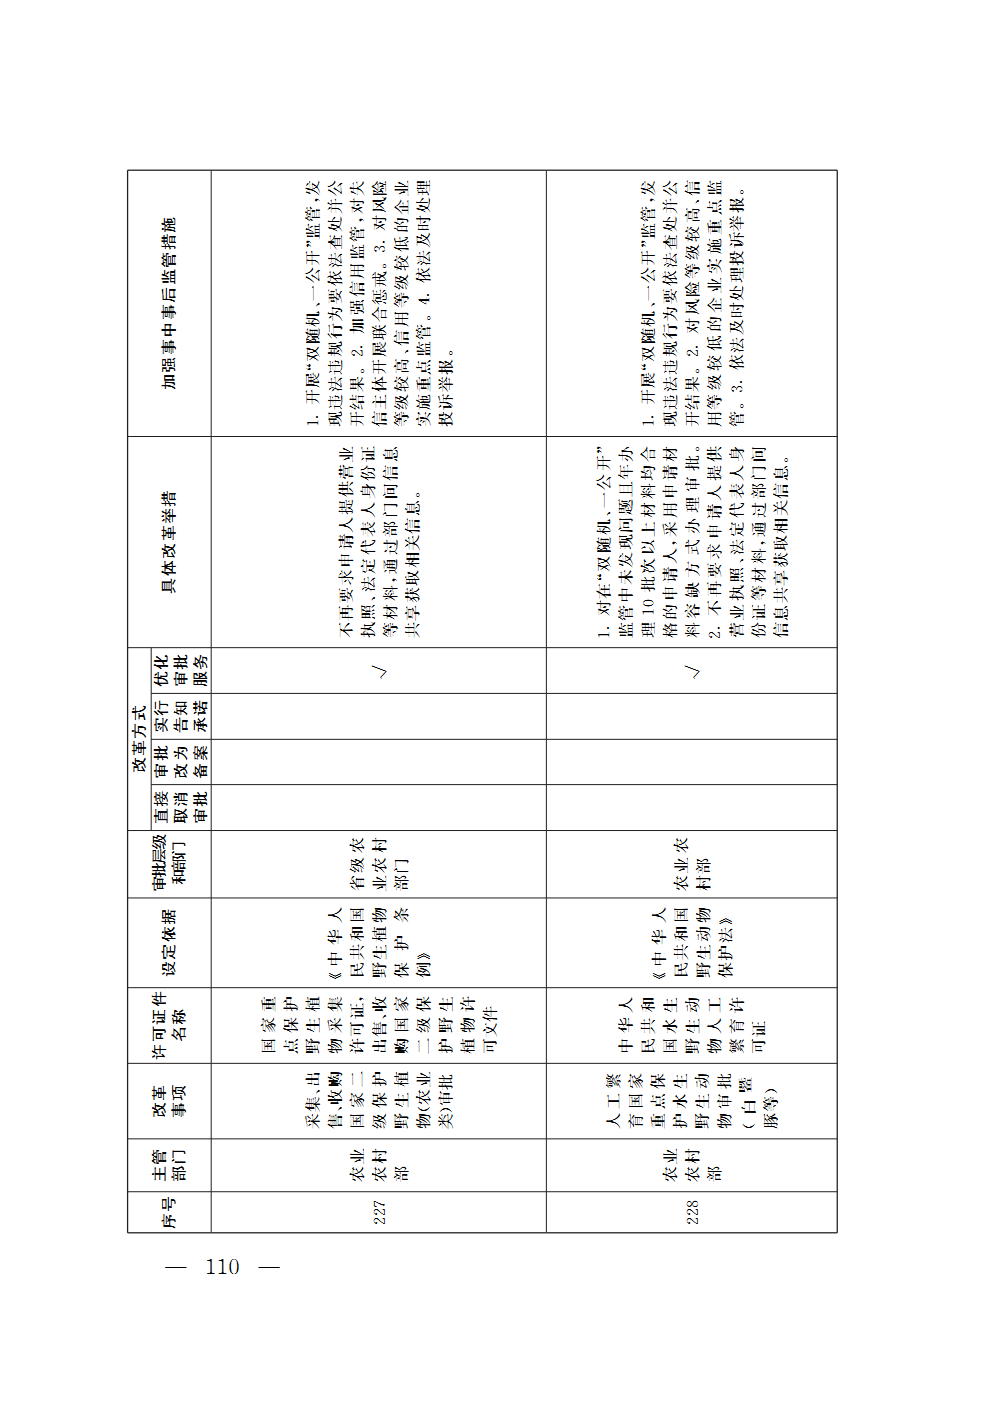 序号
主管
部门
改革
事项
许可证件
名称
设定依据
审批层级
和部门
改革方式
直接
取消
审批
审批
改为
备案
实行
告知
承诺
优化
审批
服务
具体改革举措
加强事中事后监管措施
227
农业
农村
部
采集、出
售、收购
国家二
级保护
野生植
物(农业
类)审批
国家重
点保护
野生植
物采集
许可证,
出售、收
购国家
二级保
护野生
植物许
可文件
《中华人
民共和国
野生植物
保护条
例》
省级农
业农村
部门
√
不再要求申请人提供营业
执照、法定代表人身份证
等材料,通过部门间信息
共享获取相关信息。
1. 开展“双随机、一公开”监管,发
现违法违规行为要依法查处并公
开结果。2. 加强信用监管,对失
信主体开展联合惩戒。3. 对风险
等级较高、信用等级较低的企业
实施重点监管。4. 依法及时处理
投诉举报。
228
农业
农村
部
人工繁
育国家
重点保
护水生
野生动
物审批
(白鱀
豚等)
中华人
民共和
国水生
野生动
物人工
繁育许
可证
《中华人
民共和国
野生动物
保护法》
农业农
村部
√
1. 对在“双随机、一公开”
监管中未发现问题且年办
理 10 批次以上材料均合
格的申请人,采用申请材
料容缺方式办理审批。
2. 不再要求申请人提供
营业执照、法定代表人身
份证等材料,通过部门间
信息共享获取相关信息。
1. 开展“双随机、一公开”监管,发
现违法违规行为要依法查处并公
开结果。2. 对风险等级较高、信
用等级较低的企业实施重点监
管。3. 依法及时处理投诉举报。
— 110 —